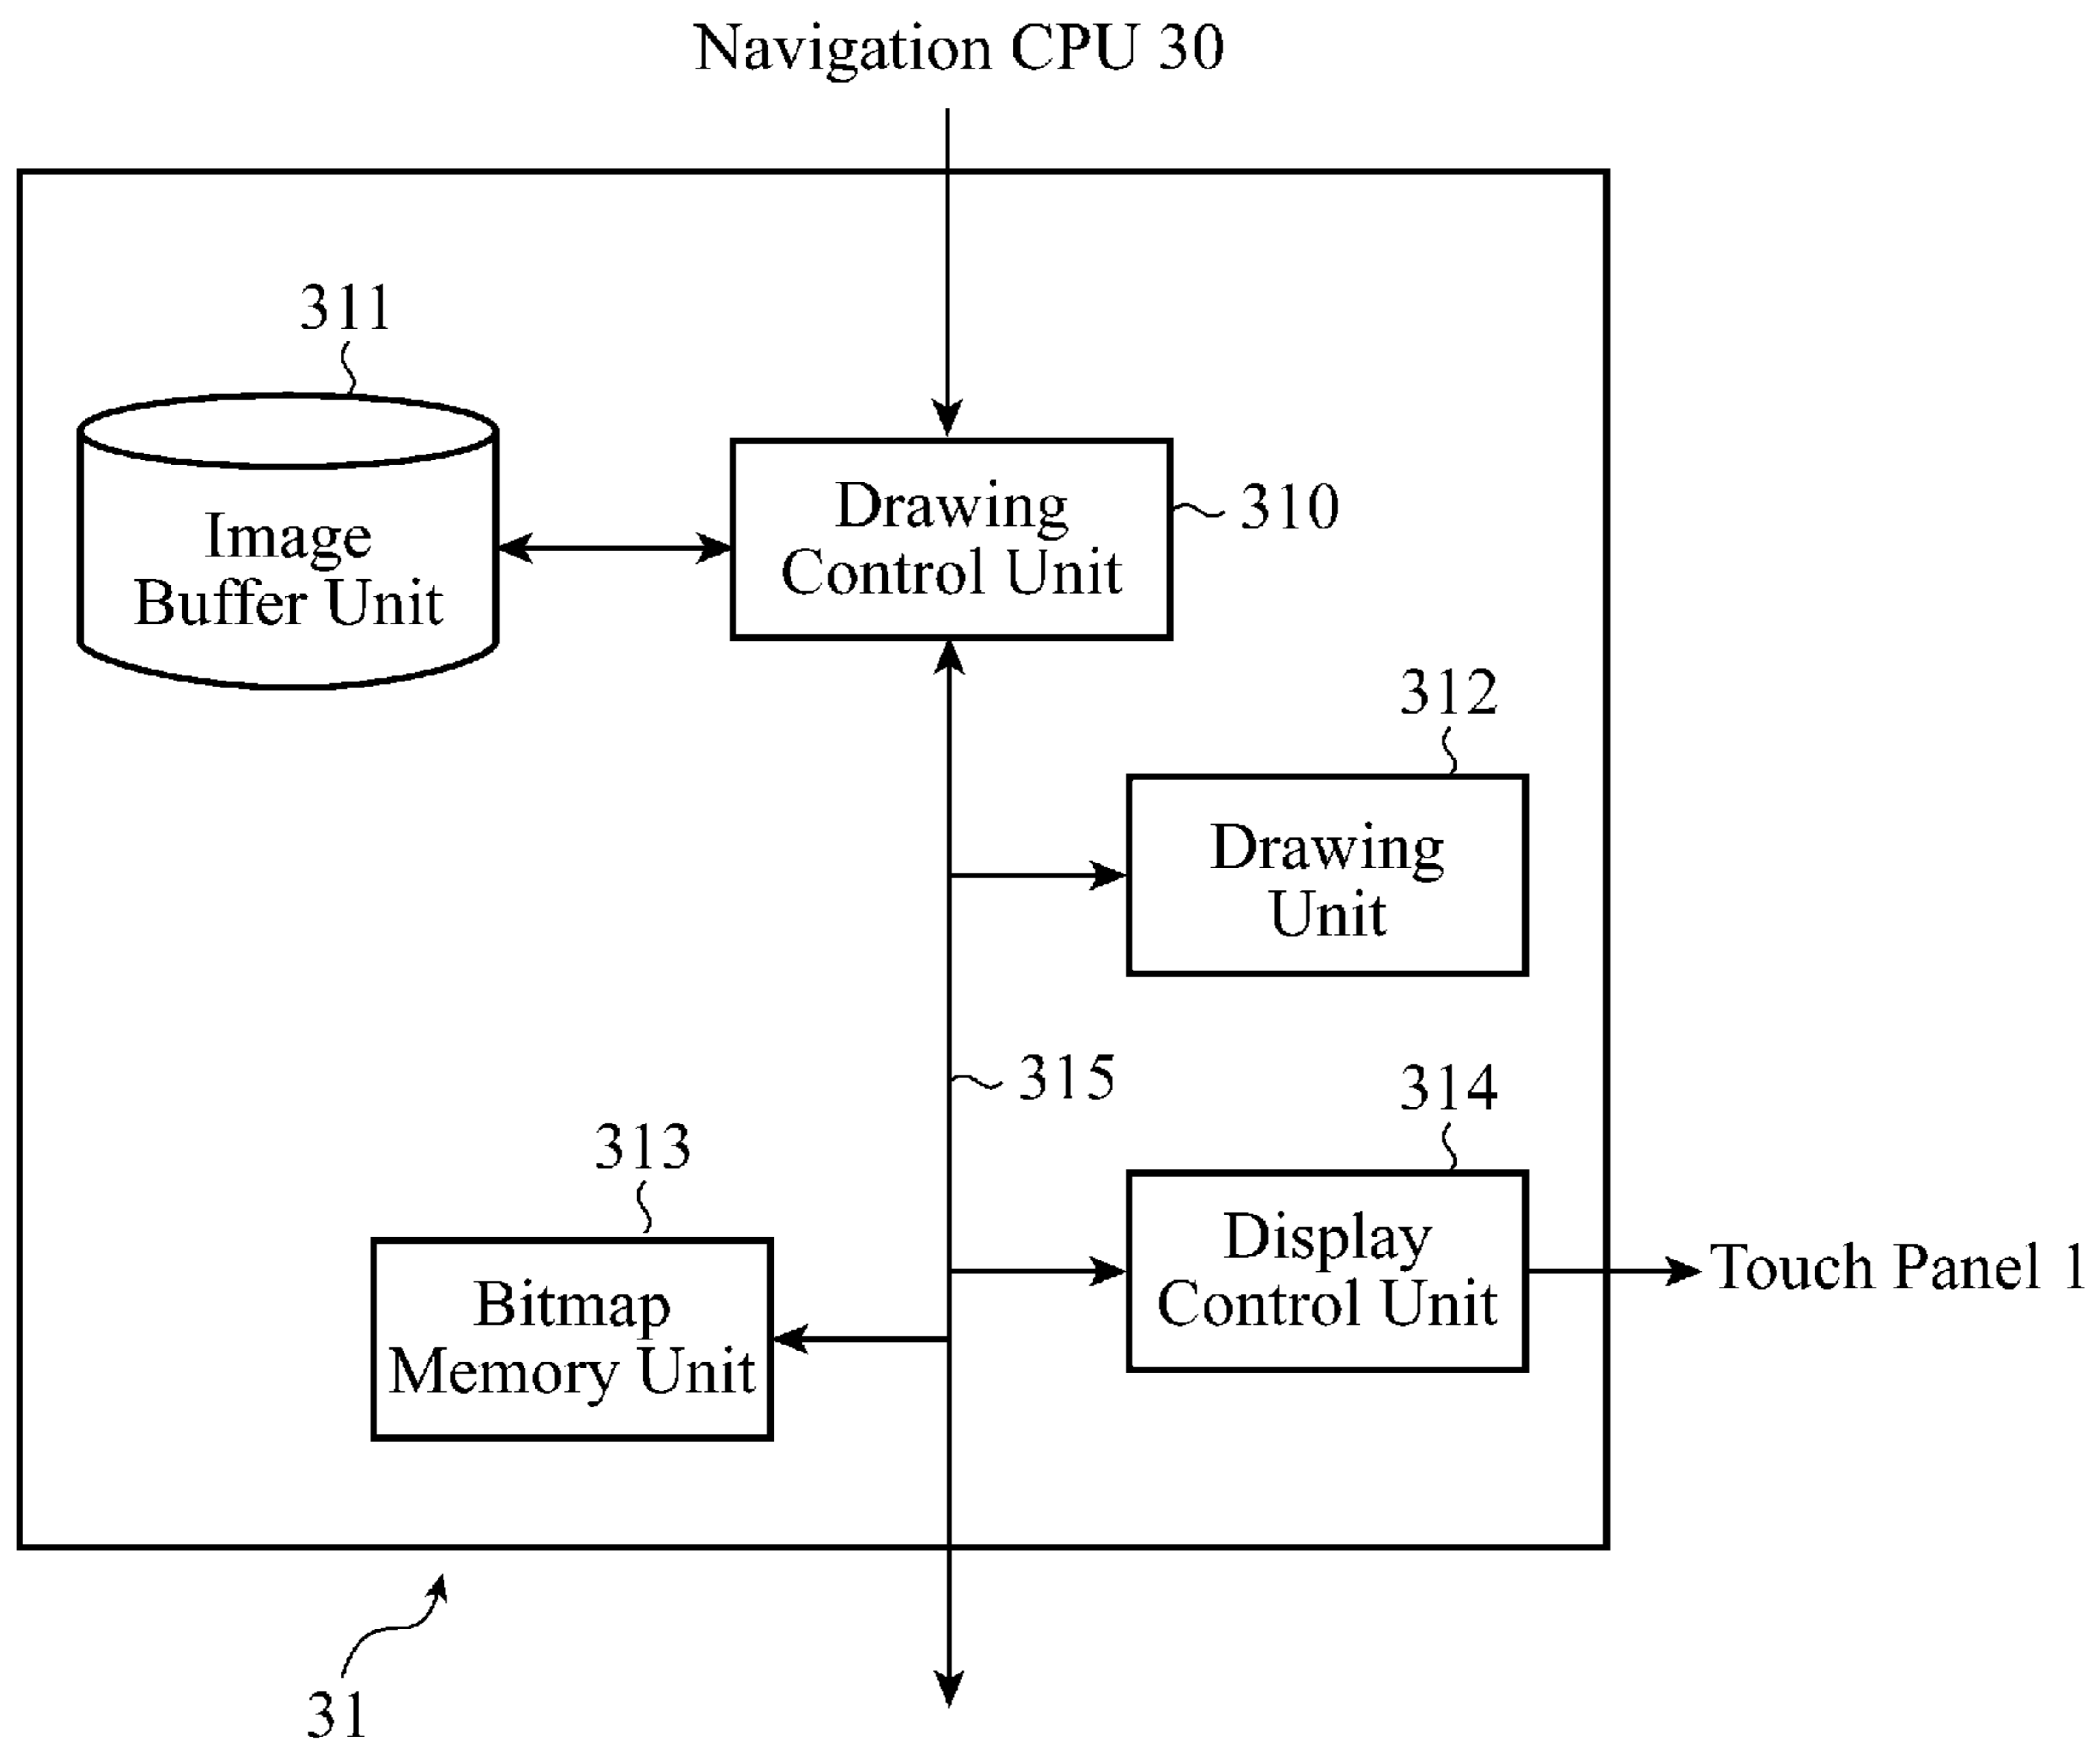 Navigation CPU 30
311
Image
Buffer Unit
Drawing
Control Unit
310
312
Drawing
Unit
315
314
313
Display
Control Unit
Touch Panel 1
Bitmap
Memory Unit
31